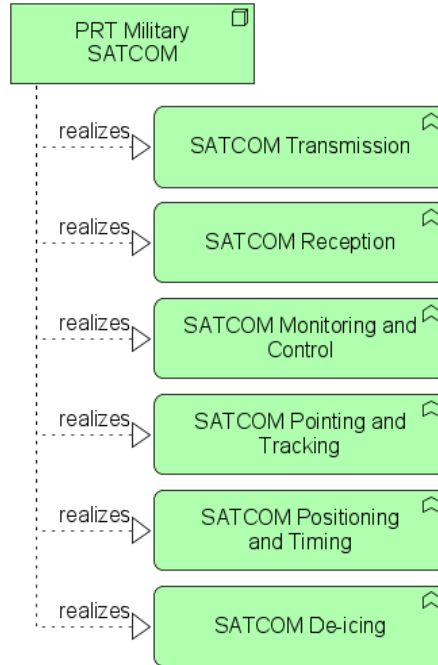 PRT Military
SATCOM
realizes
SATCOM Transmission
realizes
SATCOM Reception
realizes
SATCOM Monitoring and
Control
realizes
SATCOM Pointing and
Tracking
realizes
SATCOM Positioning
and Timing
realizes
SATCOM De-icing